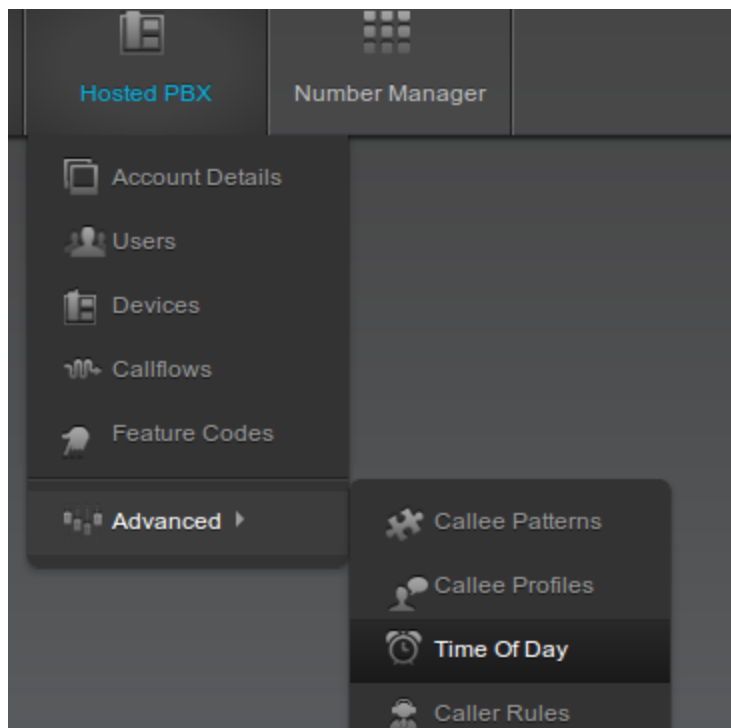 Hosted PBX
Number Manager
Account Details
Users
Devices
Callflows
Feature Codes
Advanced
Callee Patterns
Callee Profiles
Time Of Day
Caller Rules